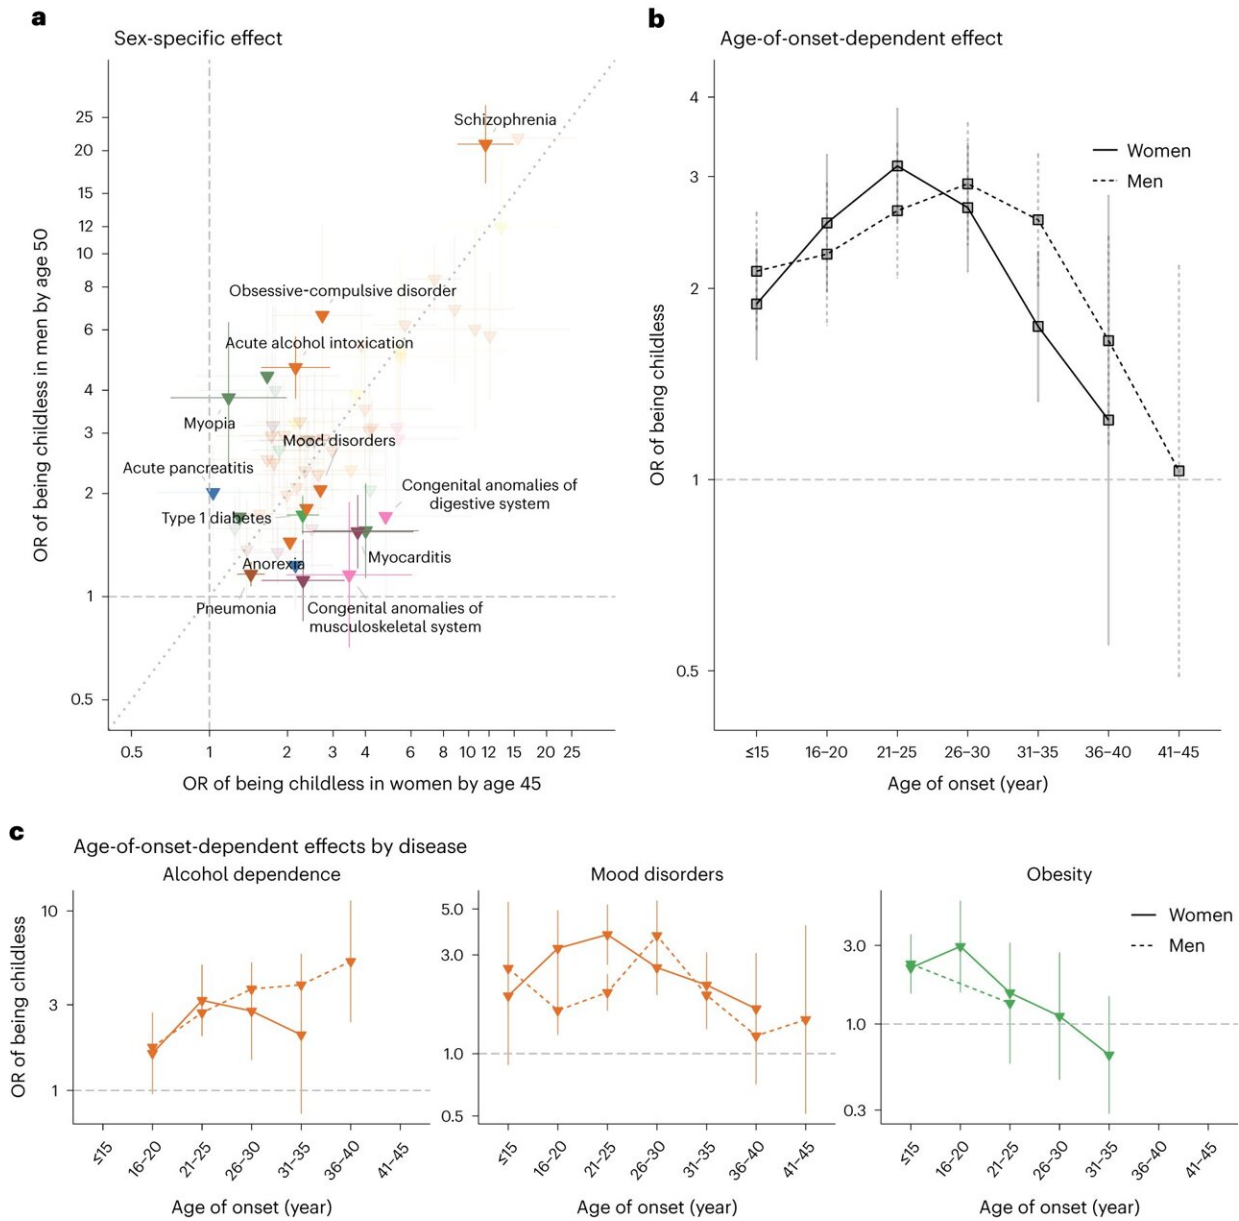 a
Sex-specific effect
OR of being childless in men by age 50
25
20
15
12
10
8
6
4
3
2
1
0.5
Schizophrenia
Obsessive-compulsive disorder
Acute alcohol intoxication
Myopia
Mood disorders
Acute pancreatitis
Congenital anomalies of
digestive system
Type 1 diabetes
Myocarditis
Anorexia
Pneumonia
Congenital anomalies of
musculoskeletal system
0.5 1 2 3 4 6 8 10 12 15 20 25
OR of being childless in women by age 45
b
Age-of-onset-dependent effect
OR of being childless
4
3
2
1
0.5
Women
Men
≤15 16–20 21–25 26–30 31–35 36–40 41–45
Age of onset (year)
c
Age-of-onset-dependent effects by disease
Alcohol dependence
OR of being childless
10
3
1
≤15 16–20 21–25 26–30 31–35 36–40 41–45
Age of onset (year)
Mood disorders
5.0
3.0
1.0
0.5
≤15 16–20 21–25 26–30 31–35 36–40 41–45
Age of onset (year)
Obesity
3.0
1.0
0.3
Women
Men
≤15 16–20 21–25 26–30 31–35 36–40 41–45
Age of onset (year)